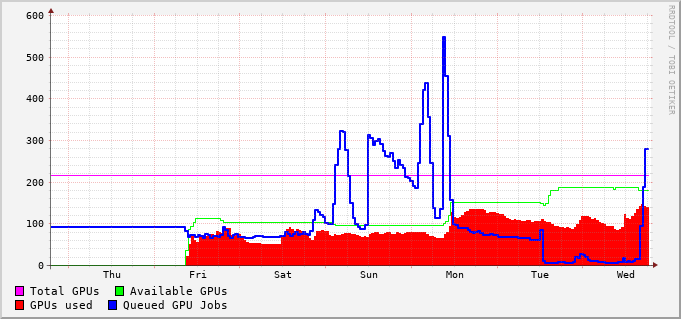 RRDTOOL / TOBI OETIKER
600
500
400
300
200
100
0
Thu Fri Sat Sun Mon Tue Wed
Total GPUs Available GPUs
GPUs used Queued GPU Jobs